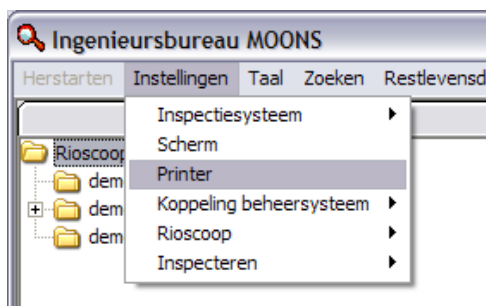 Ingenieursbureau MOONS
Herstarten Instellingen Taal Zoeken Restlevensd
Inspectiesysteem
Scherm
Printer
Koppeling beheersysteem
Rioscoop
Inspecteren
Rioscoop
dem
dem
dem